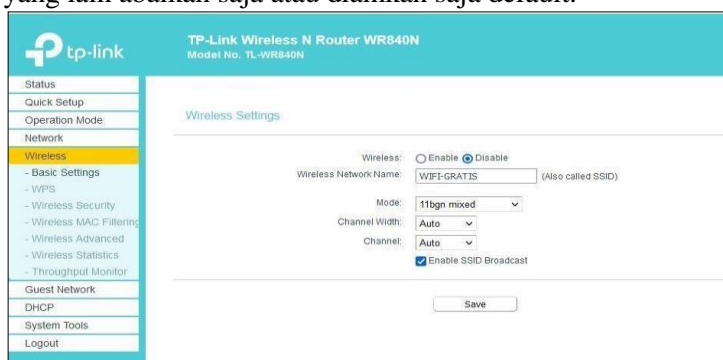 yang lain abaikan saja atau diamkan saja default.
tp-link
TP-Link Wireless N Router WR840N
Model No. TL-WR840N
Status
Quick Setup
Operation Mode
Network
Wireless
- Basic Settings
- WPS
- Wireless Security
- Wireless MAC Filtering
- Wireless Advanced
- Wireless Statistics
- Throughput Monitor
Guest Network
DHCP
System Tools
Logout
Wireless Settings
Wireless: Enable Disable
Wireless Network Name: WIFI-GRATIS (Also called SSID)
Mode: 11bgn mixed
Channel Width: Auto
Channel: Auto
Enable SSID Broadcast
Save